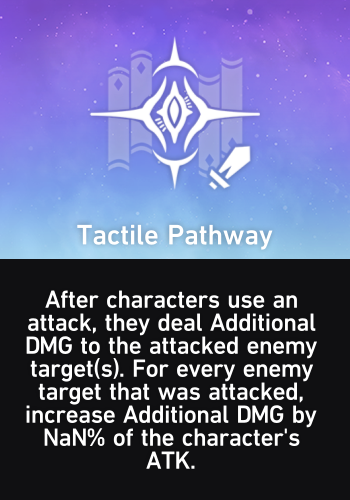 Tactile Pathway
After characters use an
attack, they deal Additional
DMG to the attacked enemy
target(s). For every enemy
target that was attacked,
increase Additional DMG by
NaN% of the character's
ATK.